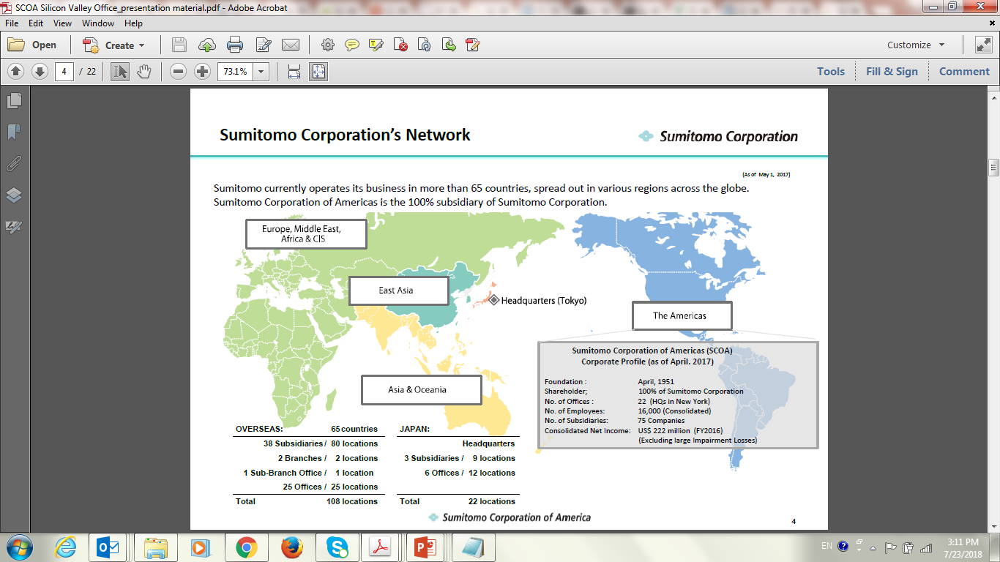 SCOA Silicon Valley Office_presentation material.pdf - Adobe Acrobat
File Edit View Window Help
Open Create Customize
4 / 22 73.1% Tools Fill & Sign Comment
Sumitomo Corporation's Network
Sumitomo Corporation
(As of May 1, 2017)
Sumitomo currently operates its business in more than 65 countries, spread out in various regions across the globe.
Sumitomo Corporation of Americas is the 100% subsidiary of Sumitomo Corporation.
Europe, Middle East,
Africa & CIS
East Asia
Headquarters (Tokyo)
The Americas
Asia & Oceania
Sumitomo Corporation of Americas (SCOA)
Corporate Profile (as of April. 2017)
Foundation : April, 1951
Shareholder; 100% of Sumitomo Corporation
No. of Offices : 22 (HQs in New York)
No. of Employees: 16,000 (Consolidated)
No. of Subsidiaries: 75 Companies
Consolidated Net Income: US$ 222 million (FY2016)
(Excluding large Impairment Losses)
OVERSEAS: 65 countries
38 Subsidiaries / 80 locations
2 Branches / 2 locations
1 Sub-Branch Office / 1 location
25 Offices / 25 locations
Total 108 locations
JAPAN:
Headquarters
3 Subsidiaries / 9 locations
6 Offices / 12 locations
Total 22 locations
Sumitomo Corporation of America
4
EN 3:11 PM
7/23/2018